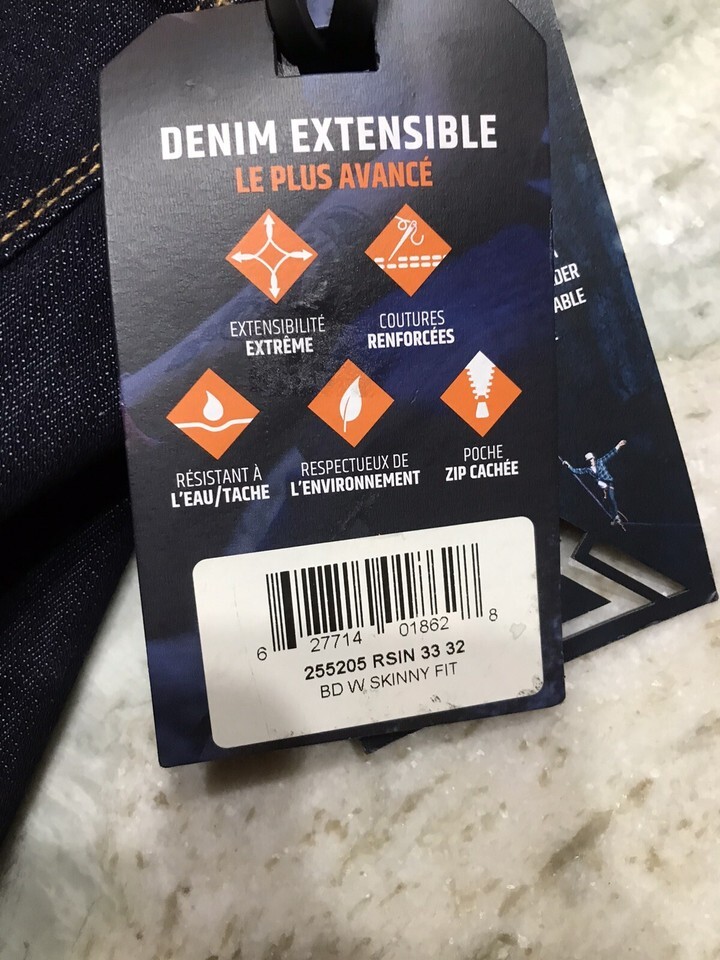 DENIM EXTENSIBLE
LE PLUS AVANCÉ
EXTENSIBILITÉ
EXTRÊME
COUTURES
RENFORCÉES
RÉSISTANT À
L'EAU/TACHE
RESPECTUEUX DE
L'ENVIRONNEMENT
POCHE
ZIP CACHÉE
6 27714 01862 8
255205 RSIN 33 32
BD W SKINNY FIT
DER
ABLE